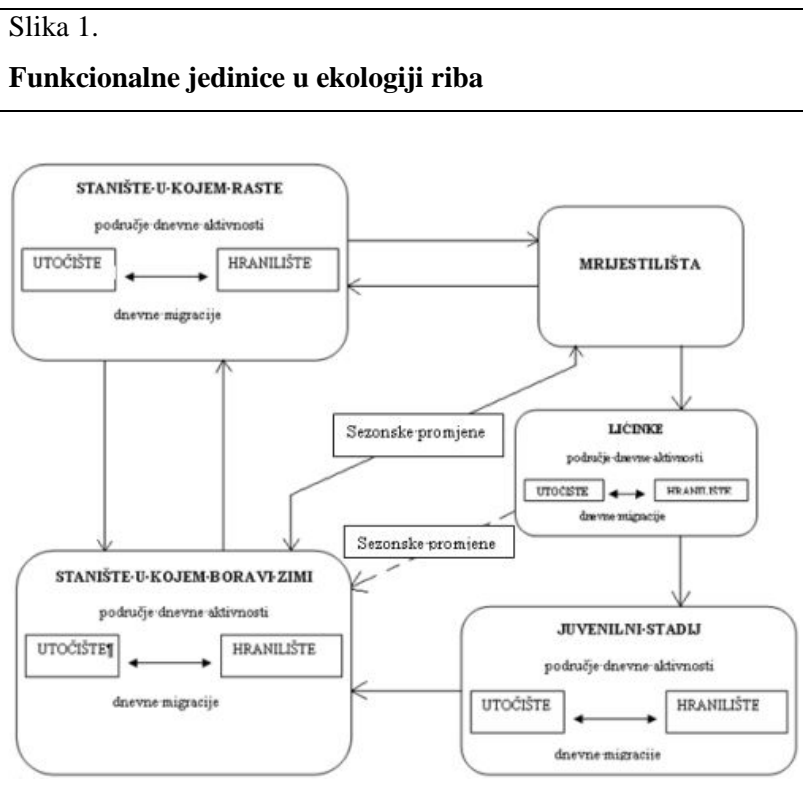 Slika 1.
Funkcionalne jedinice u ekologiji riba
STANIŠTE·U·KOJEM·RASTE
područje·dnevne·aktivnosti
UTOČIŠTE
HRANILIŠTE
dnevne·migracije
MRIJESTILIŠTA
Sezonske·promjene
LIČINKE
područje·dnevne·aktivnosti
UTOČIŠTE
HRANILIŠTE
dnevne·migracije
Sezonske·promjene
STANIŠTE·U·KOJEM·BORAVI·ZIMI
područje·dnevne·aktivnosti
UTOČIŠTE¶
HRANILIŠTE
dnevne·migracije
JUVENILNI·STADIJ
područje·dnevne·aktivnosti
UTOČIŠTE
HRANILIŠTE
dnevne·migracije